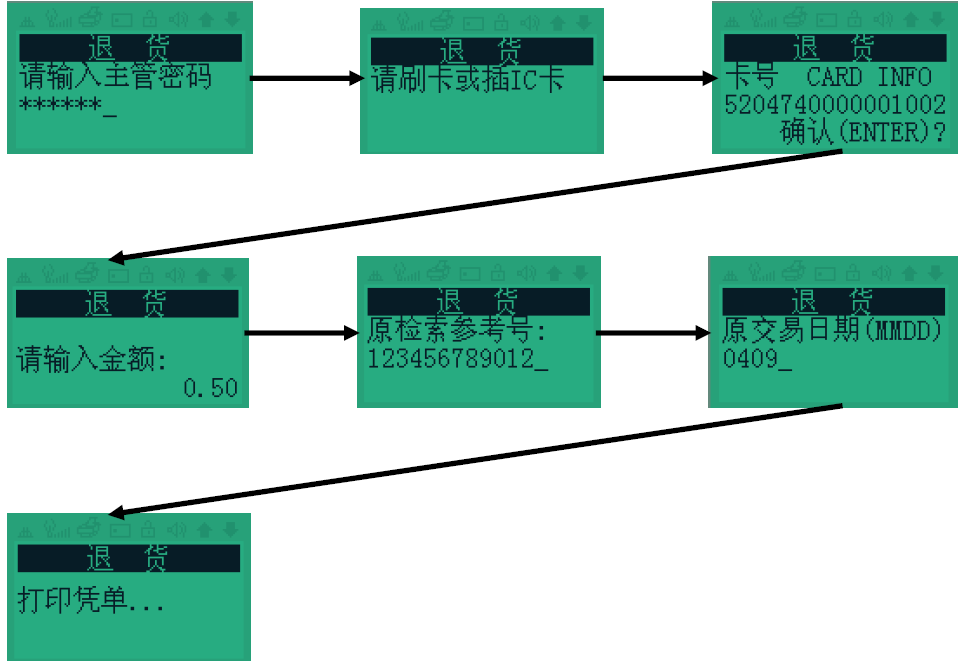 退 货
请输入主管密码
******_
退 货
请刷卡或插IC卡
退 货
卡号 CARD INFO
5204740000001002
确认(ENTER)?
退 货
请输入金额:
0.50
退 货
原检索参考号:
123456789012_
退 货
原交易日期(MMDD)
0409_
退 货
打印凭单...